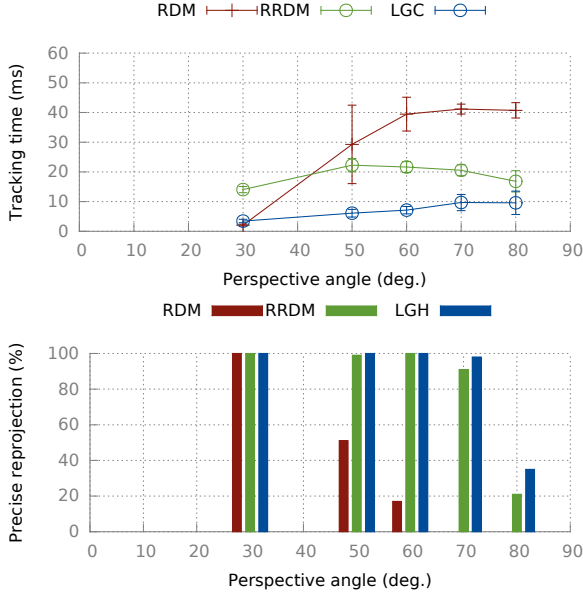 RDM RRDM LGC
60
50
40
30
20
10
0
Tracking time (ms)
0 10 20 30 40 50 60 70 80 90
Perspective angle (deg.)
RDM RRDM LGH
100
80
60
40
20
0
Precise reprojection (%)
0 10 20 30 40 50 60 70 80 90
Perspective angle (deg.)